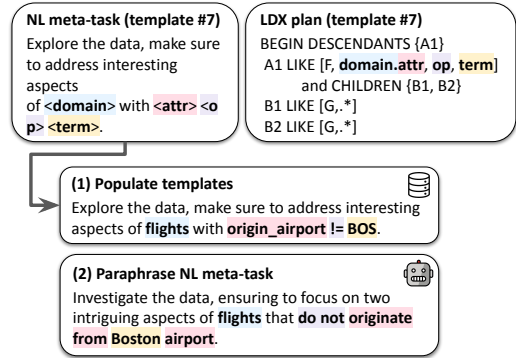 NL meta-task (template #7)
Explore the data, make sure
to address interesting
aspects
of <domain> with <attr> <o
p> <term>.
LDX plan (template #7)
BEGIN DESCENDANTS {A1}
A1 LIKE [F, domain.attr, op, term]
and CHILDREN {B1, B2}
B1 LIKE [G,.*]
B2 LIKE [G,.*]
(1) Populate templates
Explore the data, make sure to address interesting
aspects of flights with origin_airport != BOS.
(2) Paraphrase NL meta-task
Investigate the data, ensuring to focus on two
intriguing aspects of flights that do not originate
from Boston airport.